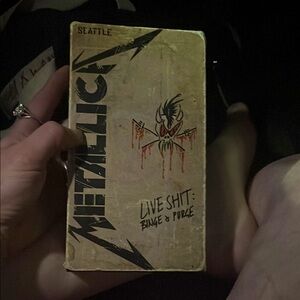 SEATTLE
METALLICA
LIVE SHIT:
BINGE & PURGE